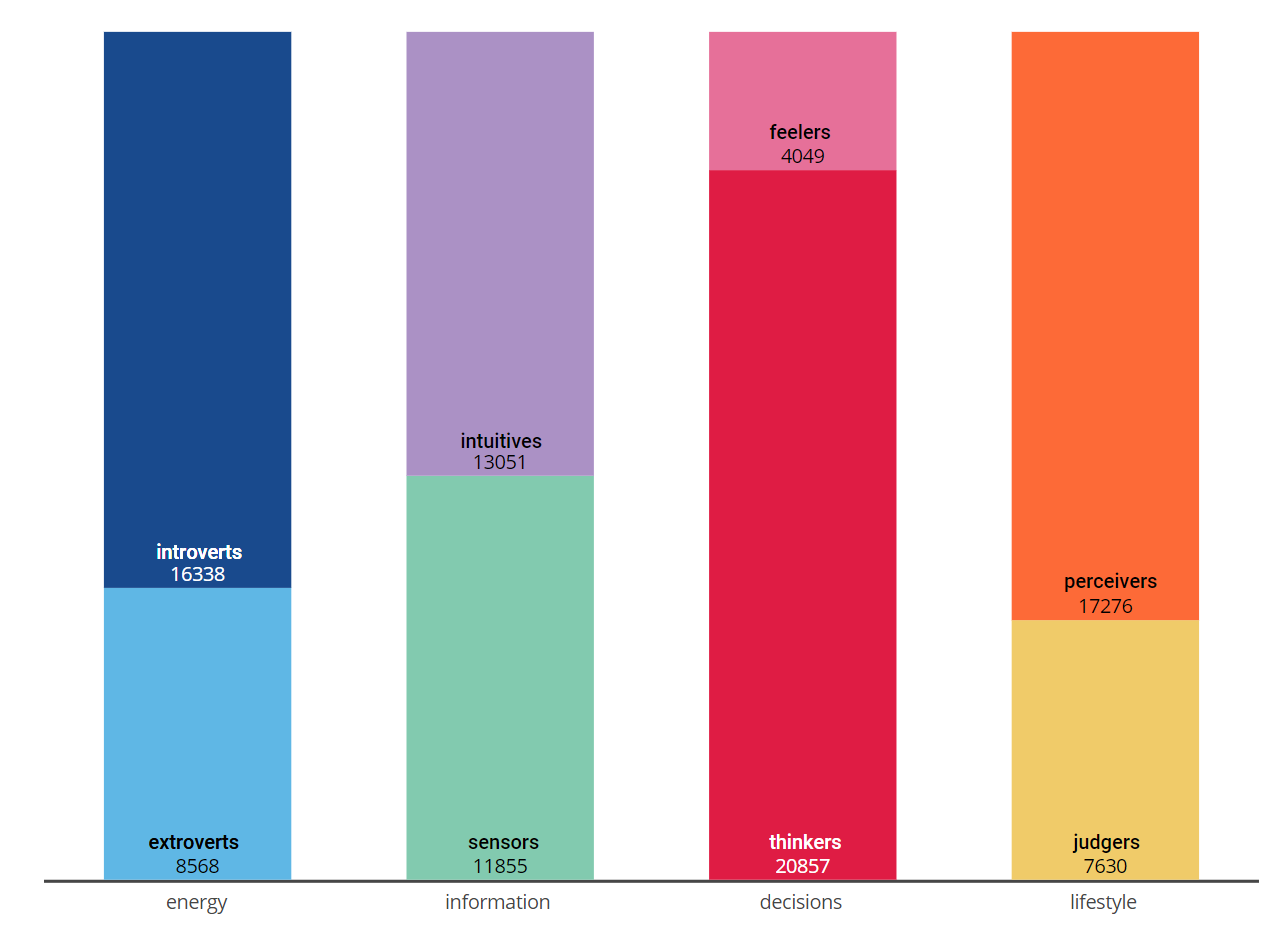 feelers
4049
intuitives
13051
introverts
16338
perceivers
17276
extroverts
8568
sensors
11855
thinkers
20857
judgers
7630
energy
information
decisions
lifestyle